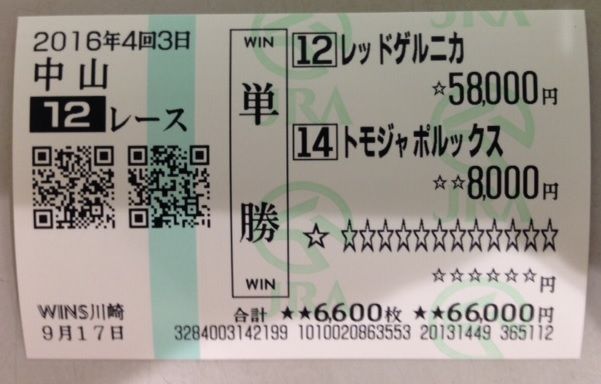 2016年4回3日
中山
12レース
WINS川崎
9月17日
WIN
単勝
WIN
12 レッドゲルニカ
☆58,000円
14 トモジャポルックス
☆☆8,000円
☆ ☆☆☆☆☆☆☆☆☆☆☆☆
☆☆☆☆☆☆円
合計 ★★6,600枚 ★★66,000円
3284003142199 1010020863553 20131449 365112
JRA
JRA
JRA